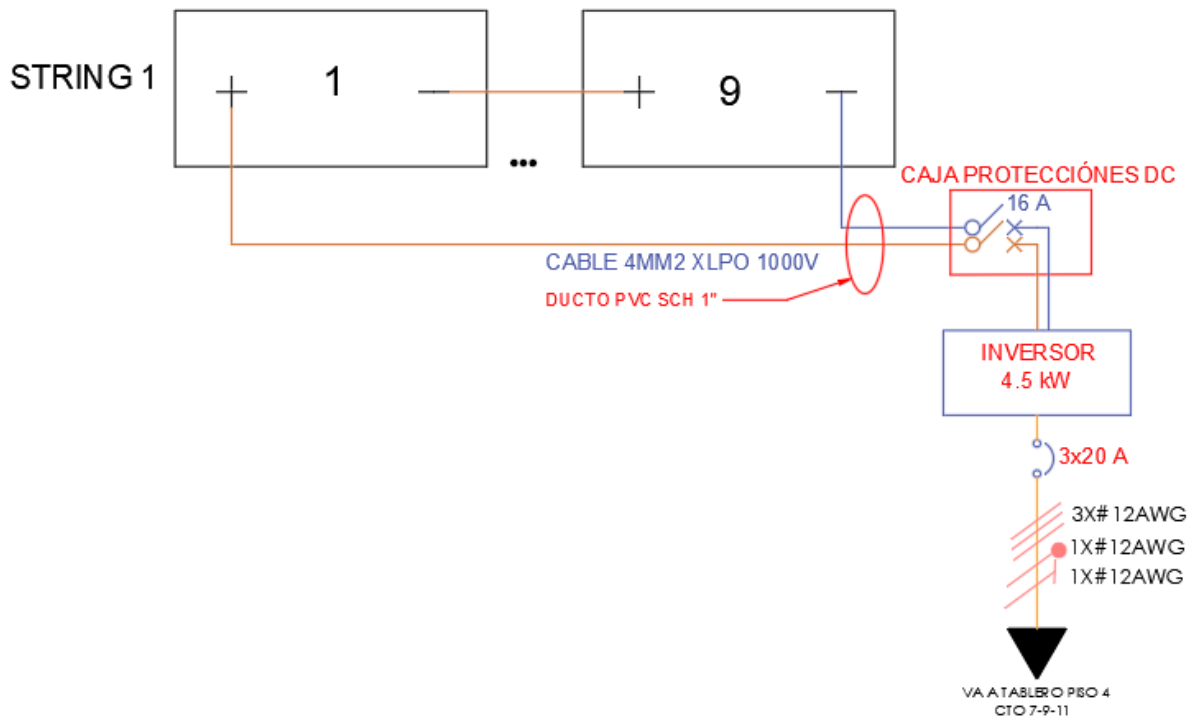 STRING 1
1
9
...
CAJA PROTECCIÓNES DC
16 A
CABLE 4MM2 XLPO 1000V
DUCTO PVC SCH 1"
INVERSOR
4.5 kW
3x20 A
3X#12AWG
1X#12AWG
1X#12AWG
VA A TABLERO PISO 4
CTO 7-9-11